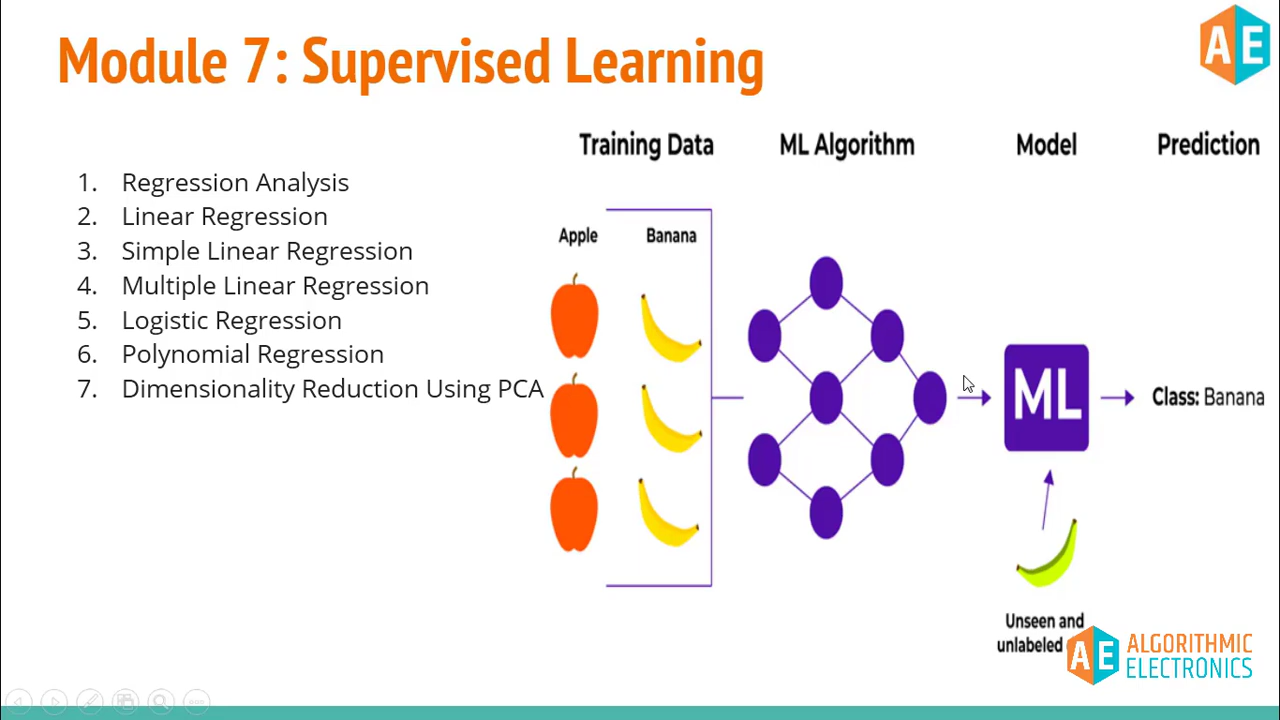 Module 7: Supervised Learning
AE
1. Regression Analysis
2. Linear Regression
3. Simple Linear Regression
4. Multiple Linear Regression
5. Logistic Regression
6. Polynomial Regression
7. Dimensionality Reduction Using PCA
Training Data
ML Algorithm
Model
Prediction
Apple
Banana
ML
Class: Banana
Unseen and
unlabeled
AE
ALGORITHMIC
ELECTRONICS